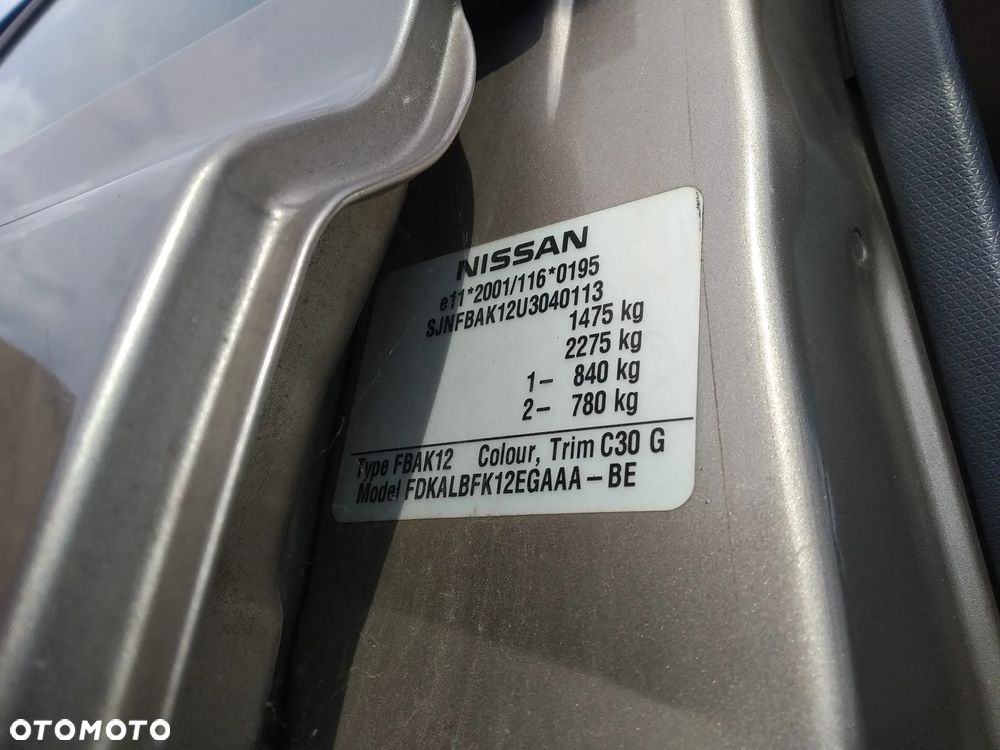 NISSAN
e11*2001/116*0195
SJNFBAK12U3040113
1475 kg
2275 kg
1- 840 kg
2- 780 kg
Type FBAK12 Colour, Trim C30 G
Model FDKALBFK12EGAAA-BE
OTOMOTO